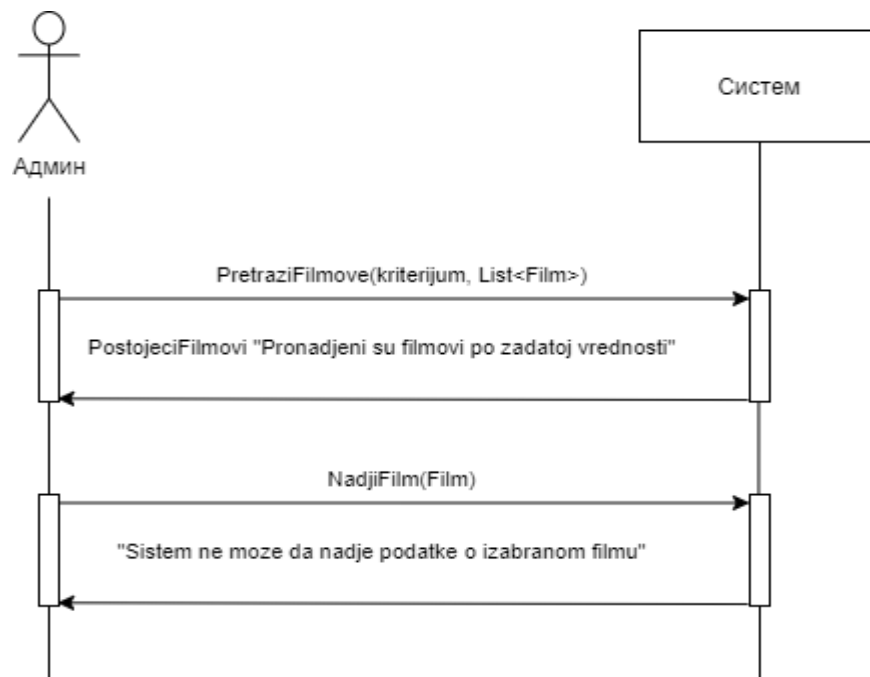 Систем
Админ
PretraziFilmove(kriterijum, List<Film>)
PostojeciFilmovi "Pronadjeni su filmovi po zadatoj vrednosti"
NadjiFilm(Film)
"Sistem ne moze da nadje podatke o izabranom filmu"